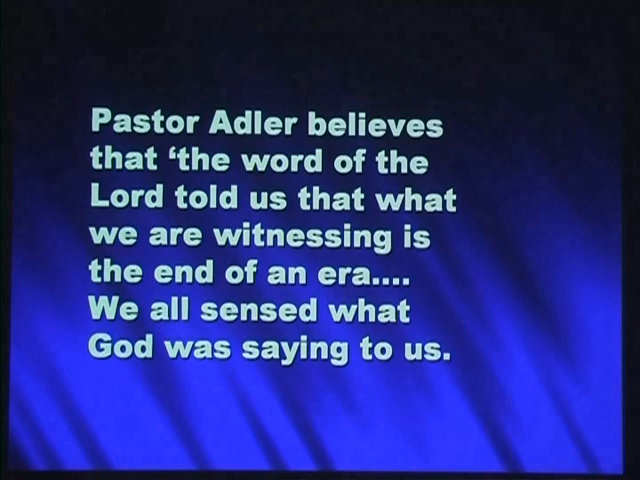 Pastor Adler believes
that ‘the word of the
Lord told us that what
we are witnessing is
the end of an era....
We all sensed what
God was saying to us.